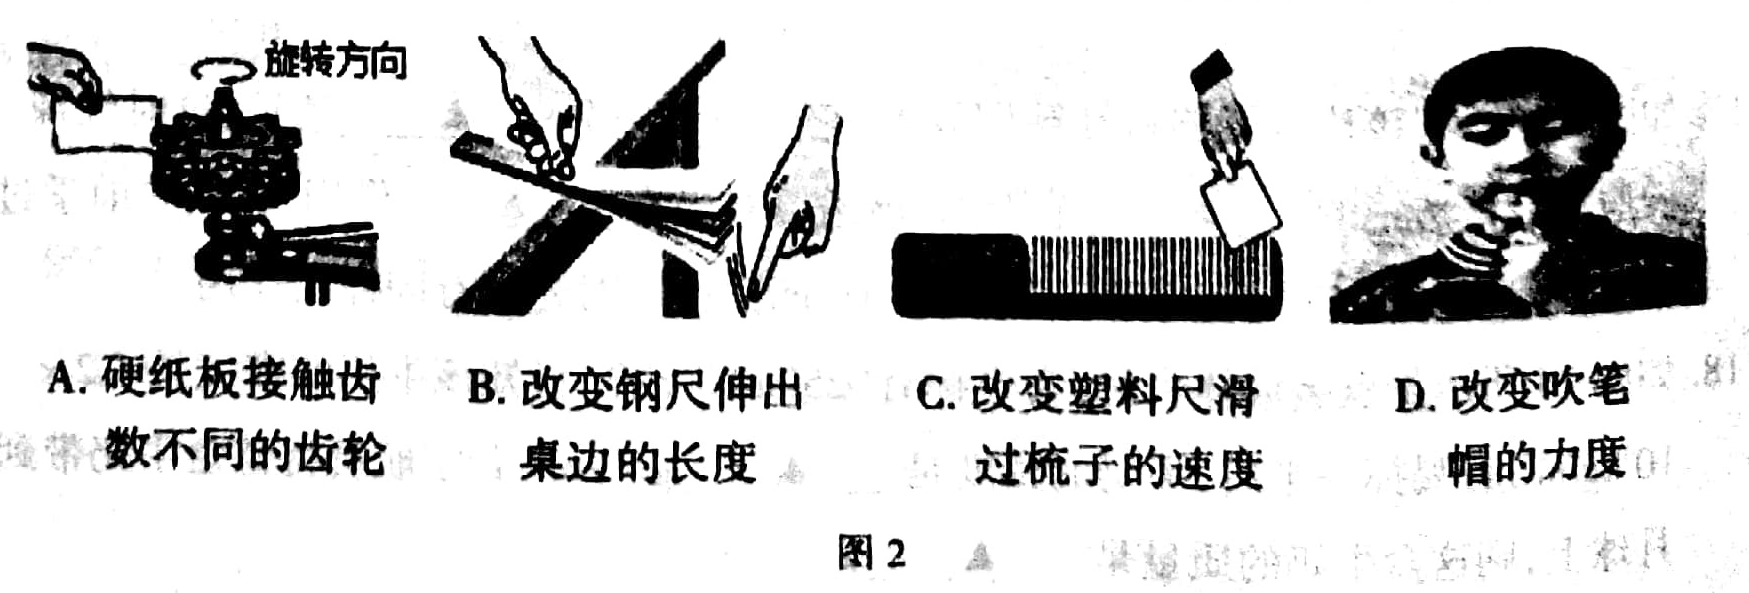 旋转方向
A. 硬纸板接触齿
数不同的齿轮
B. 改变钢尺伸出
桌边的长度
C. 改变塑料尺滑
过梳子的速度
D. 改变吹笔
帽的力度
图 2